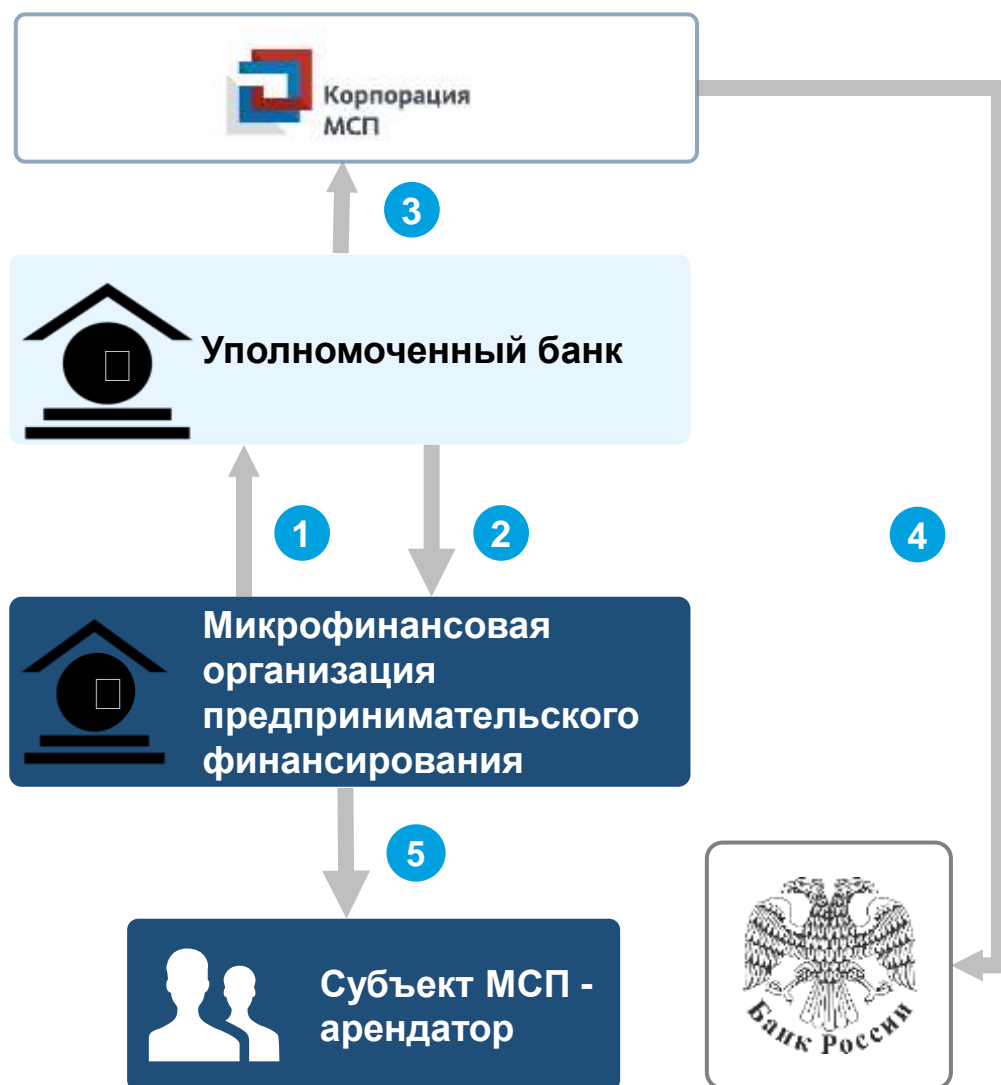 Корпорация
МСП
3
Уполномоченный банк
1
2
4
Микрофинансовая
организация
предпринимательского
финансирования
5
Субъект МСП -
арендатор
Банк России